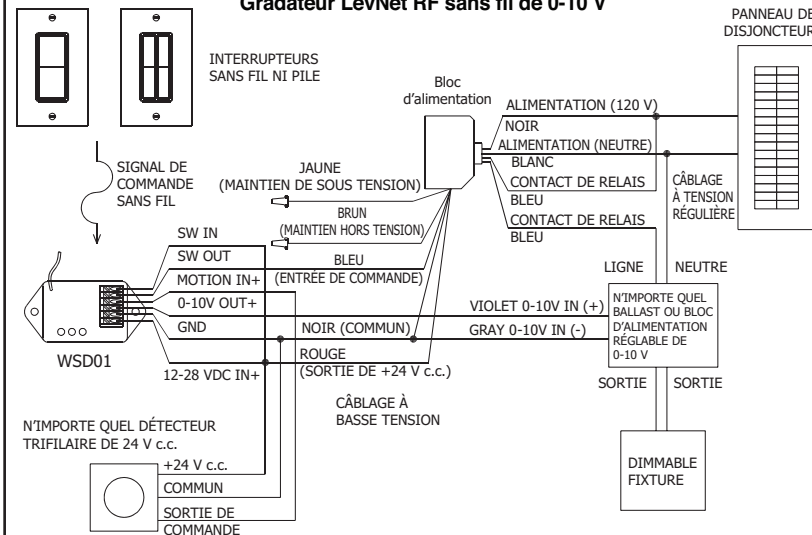 Gradateur LevNet RF sans fil de 0-10 V
PANNEAU DE
DISJONCTEUR
INTERRUPTEURS
SANS FIL NI PILE
Bloc
d'alimentation
ALIMENTATION (120 V)
NOIR
ALIMENTATION (NEUTRE)
BLANC
CONTACT DE RELAIS
BLEU
CONTACT DE RELAIS
BLEU
CÂBLAGE
À TENSION
RÉGULIÈRE
SIGNAL DE
COMMANDE
SANS FIL
JAUNE
(MAINTIEN DE SOUS TENSION)
BRUN
(MAINTIEN HORS TENSION)
SW IN
SW OUT
MOTION IN+
0-10V OUT+
GND
12-28 VDC IN+
WSD01
BLEU
(ENTRÉE DE COMMANDE)
NOIR (COMMUN)
ROUGE
(SORTIE DE +24 V c.c.)
VIOLET 0-10V IN (+)
GRAY 0-10V IN (-)
LIGNE
NEUTRE
N'IMPORTE QUEL
BALLAST OU BLOC
D'ALIMENTATION
RÉGLABLE DE
0-10 V
SORTIE
SORTIE
CÂBLAGE À
BASSE TENSION
N'IMPORTE QUEL DÉTECTEUR
TRIFILAIRE DE 24 V c.c.
+24 V c.c.
COMMUN
SORTIE DE
COMMANDE
DIMMABLE
FIXTURE